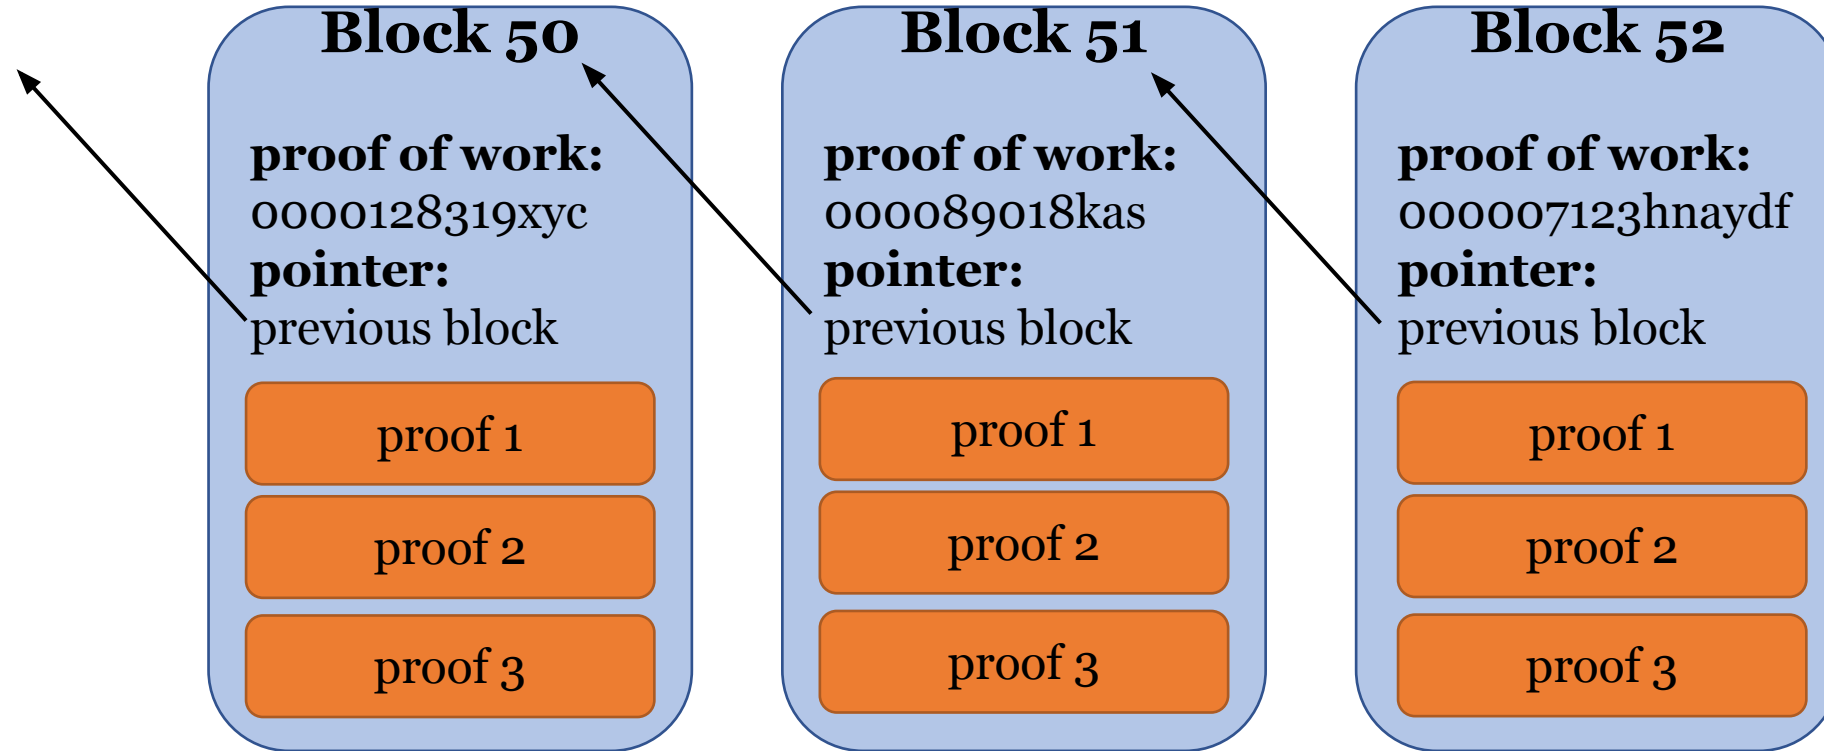 Block 50
proof of work:
0000128319xyc
pointer:
previous block
proof 1
proof 2
proof 3
Block 51
proof of work:
000089018kas
pointer:
previous block
proof 1
proof 2
proof 3
Block 52
proof of work:
000007123hnaydf
pointer:
previous block
proof 1
proof 2
proof 3